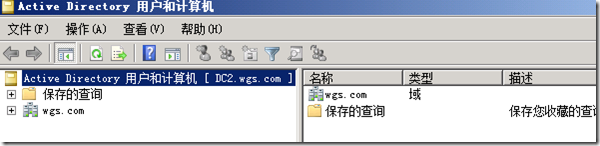 Active Directory 用户和计算机
文件(F) 操作(A) 查看(V) 帮助(H)
Active Directory 用户和计算机 [ DC2.wgs.com ]
保存的查询
wgs.com
名称 类型 描述
wgs.com 域
保存的查询 保存您收藏的查